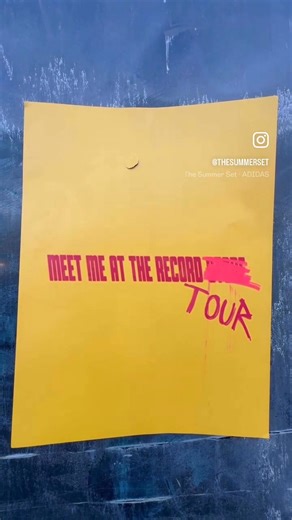 @THESUMMERSET
The Summer Set · ADIDAS
MEET ME AT THE RECORD
TOUR